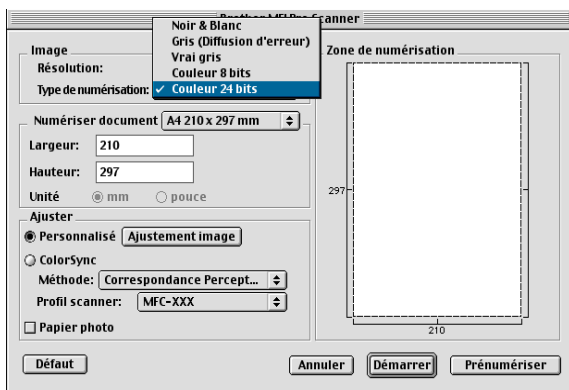 Scanner
Noir & Blanc
Gris (Diffusion d'erreur)
Vrai gris
Couleur 8 bits
✓ Couleur 24 bits
Image
Résolution:
Type de numérisation:
Numériser document A4 210 x 297 mm
Largeur: 210
Hauteur: 297
Unité mm pouce
Ajuster
Personnalisé Ajustement image
ColorSync
Méthode: Correspondance Percept...
Profil scanner: MFC-XXX
Papier photo
Zone de numérisation
297
210
Défaut Annuler Démarrer Prénumériser